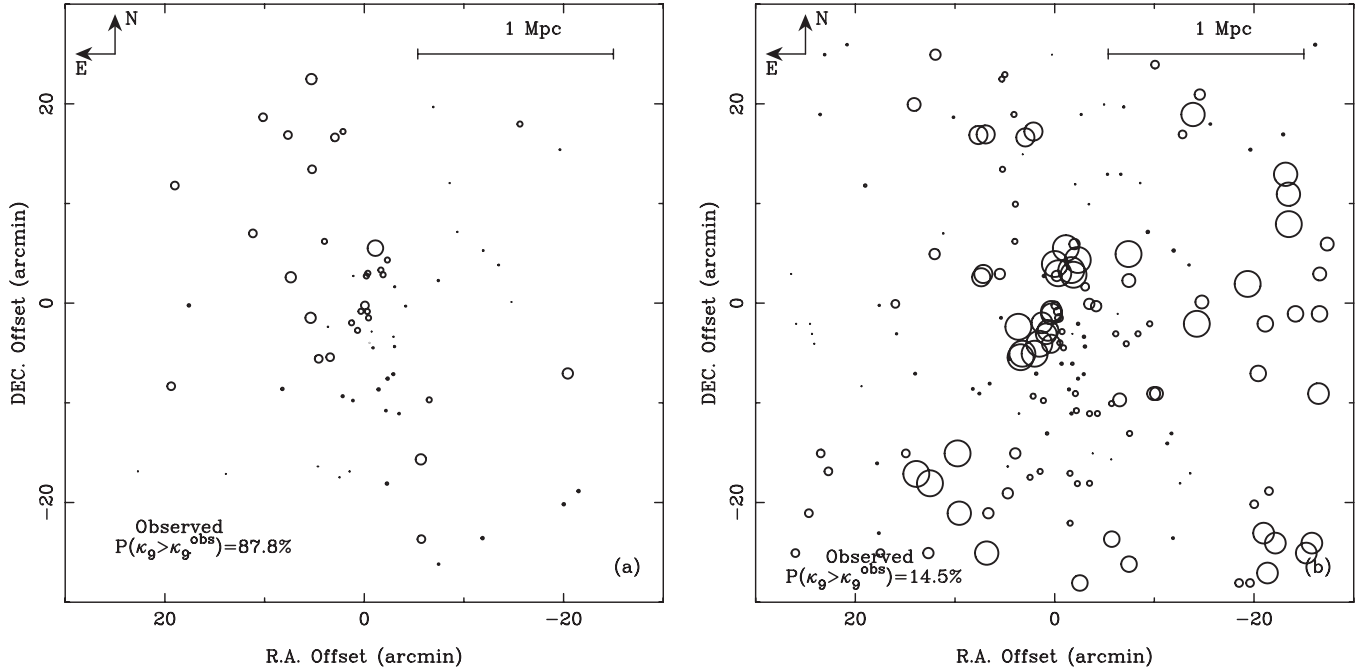 N
E
1 Mpc
20
0
−20
DEC. Offset (arcmin)
Observed
P(κ₉>κ₉ᵒᵇˢ)=87.8%
(a)
20 0 −20
R.A. Offset (arcmin)
N
E
1 Mpc
20
0
−20
DEC. Offset (arcmin)
Observed
P(κ₉>κ₉ᵒᵇˢ)=14.5%
(b)
20 0 −20
R.A. Offset (arcmin)